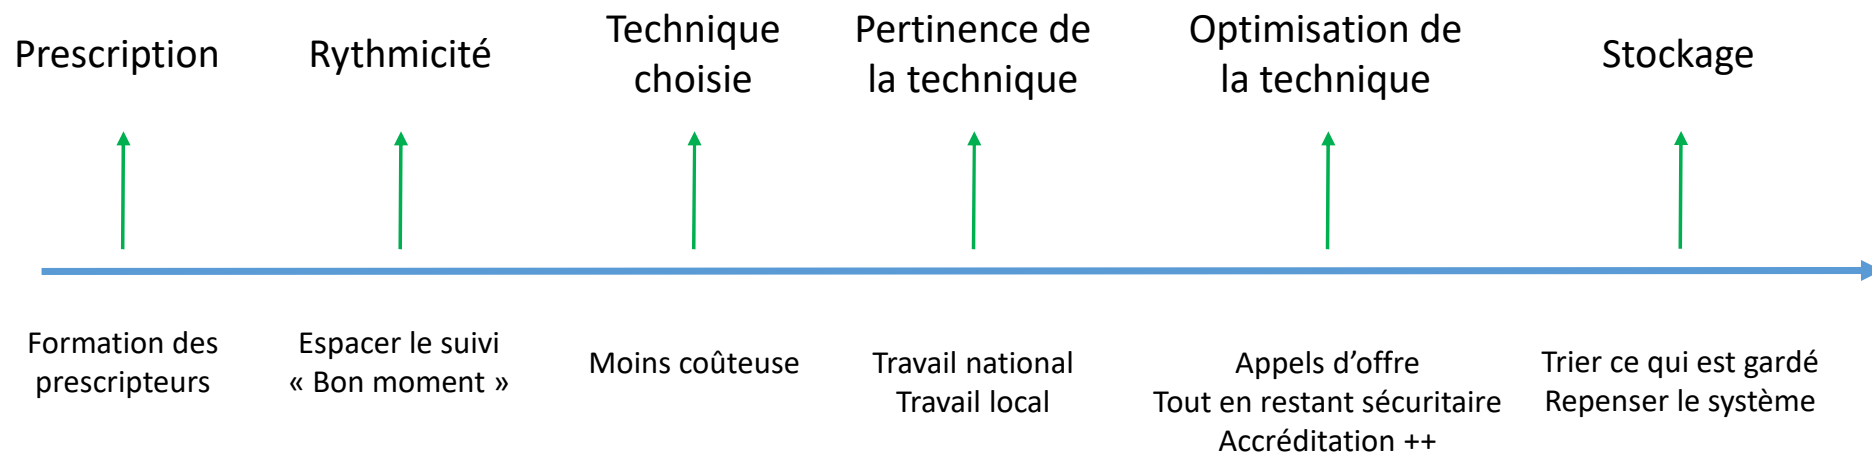 Prescription
Rythmicité
Technique
choisie
Pertinence de
la technique
Optimisation de
la technique
Stockage
Formation des
prescripteurs
Espacer le suivi
« Bon moment »
Moins coûteuse
Travail national
Travail local
Appels d’offre
Tout en restant sécuritaire
Accréditation ++
Trier ce qui est gardé
Repenser le système